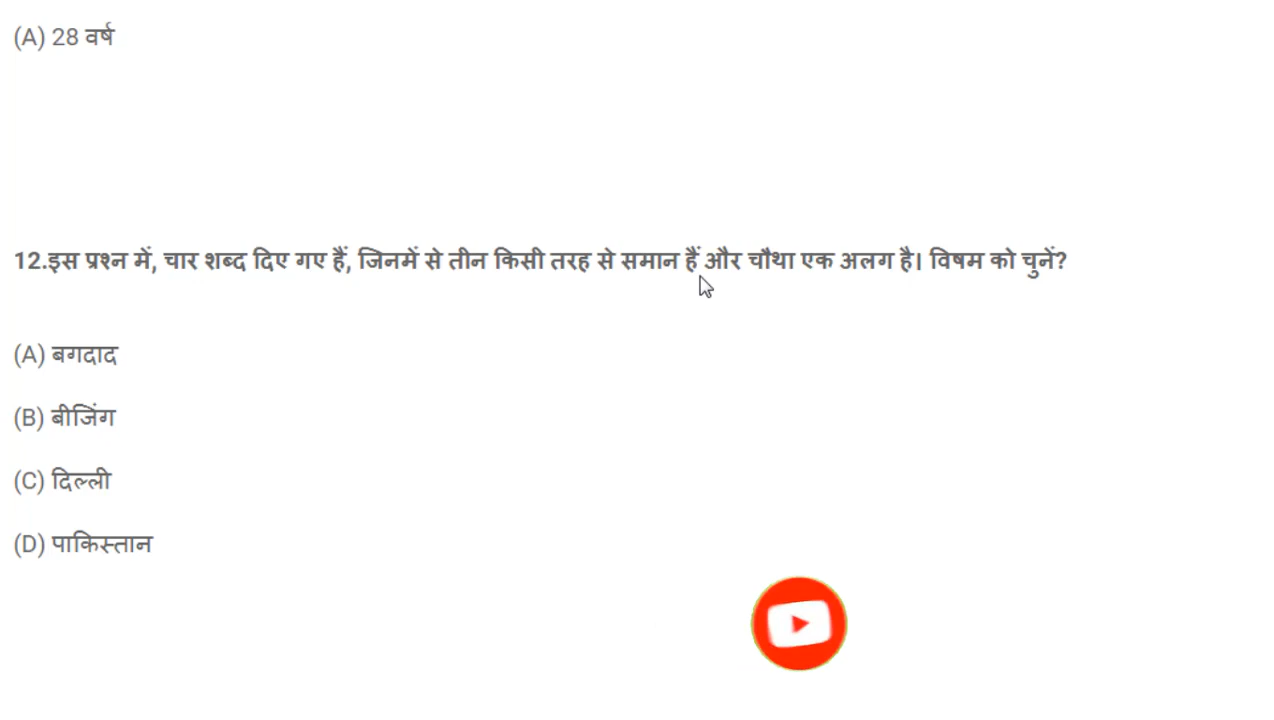 (A) 28 वर्ष
12.इस प्रश्न में, चार शब्द दिए गए हैं, जिनमें से तीन किसी तरह से समान हैं और चौथा एक अलग है। विषम को चुनें?
(A) बगदाद
(B) बीजिंग
(C) दिल्ली
(D) पाकिस्तान